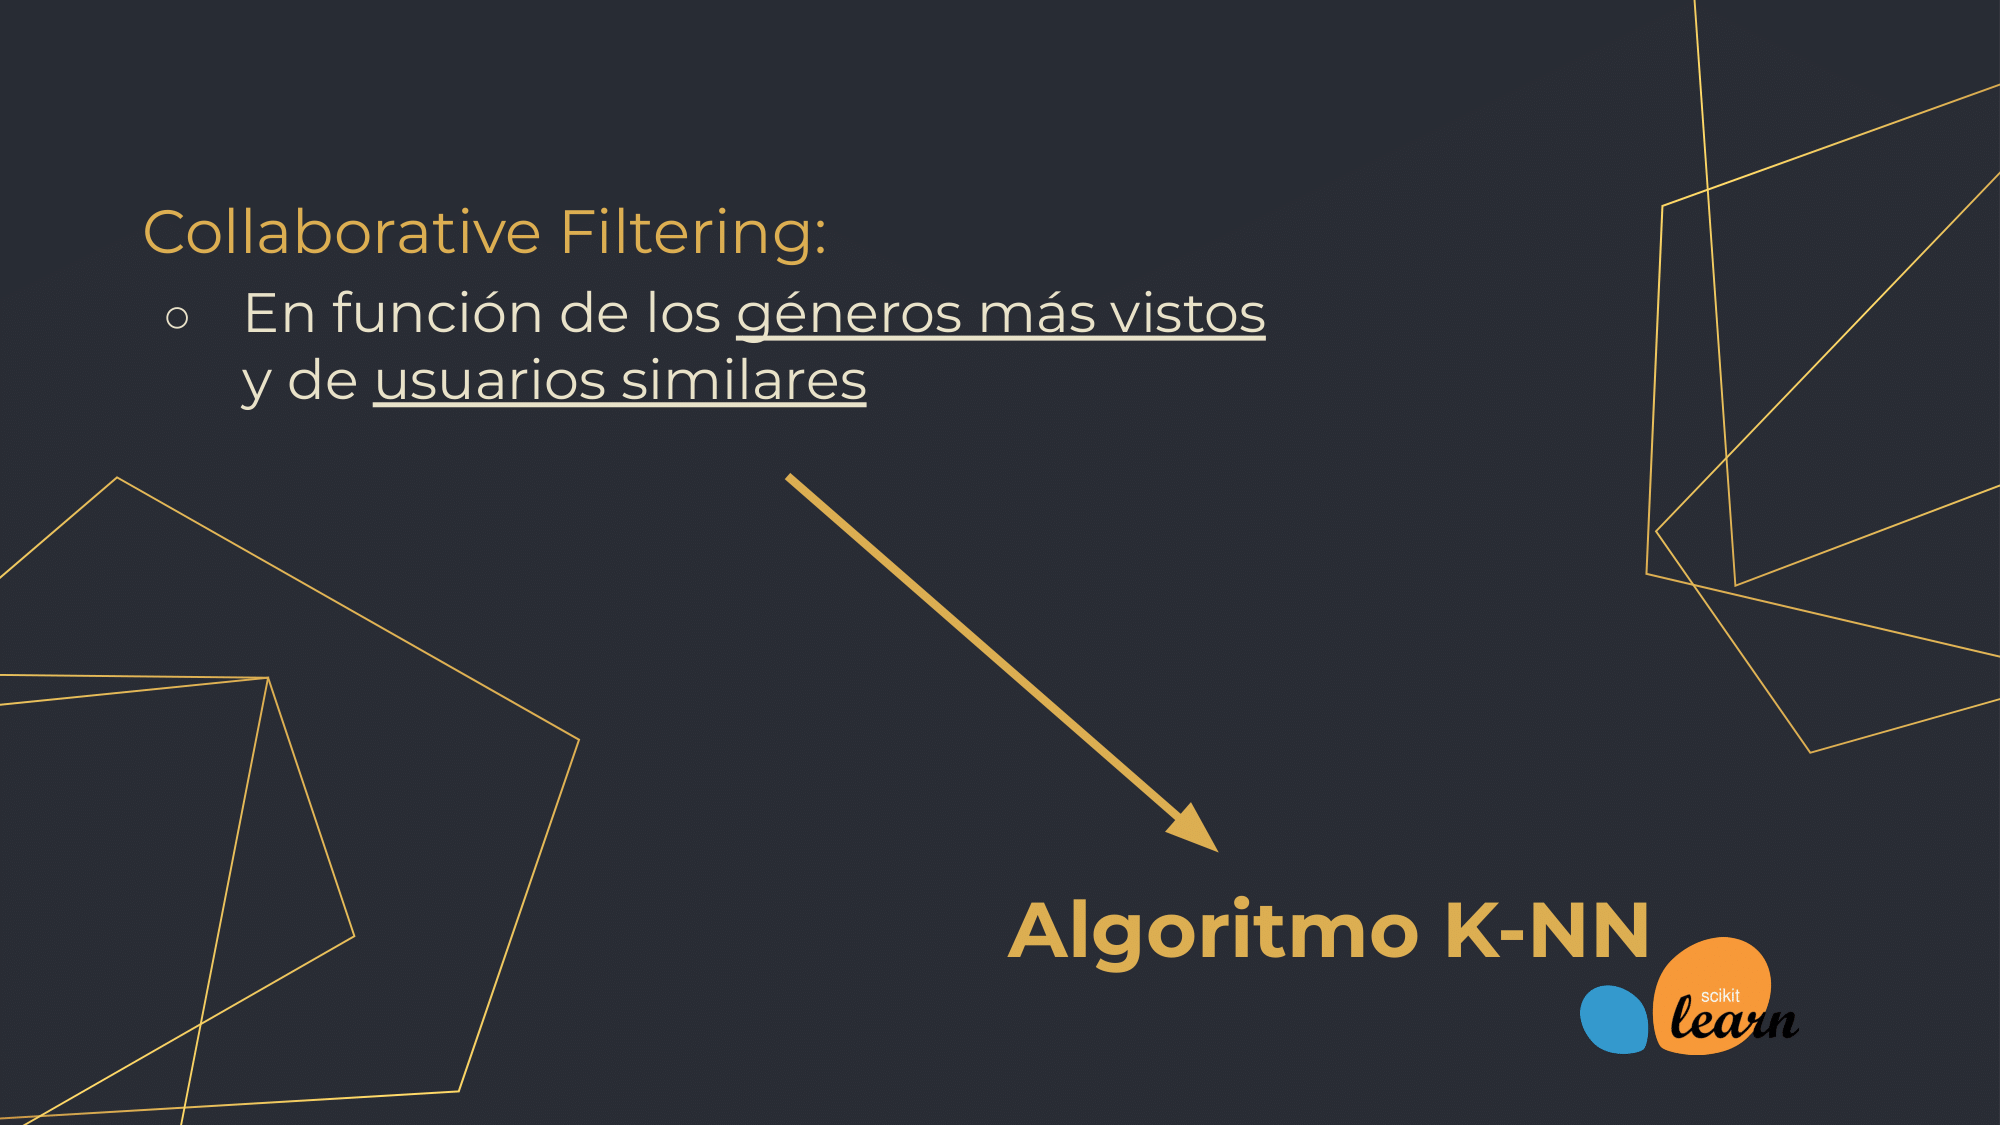 Collaborative Filtering:
○ En función de los géneros más vistos
y de usuarios similares
Algoritmo K-NN
scikit
learn